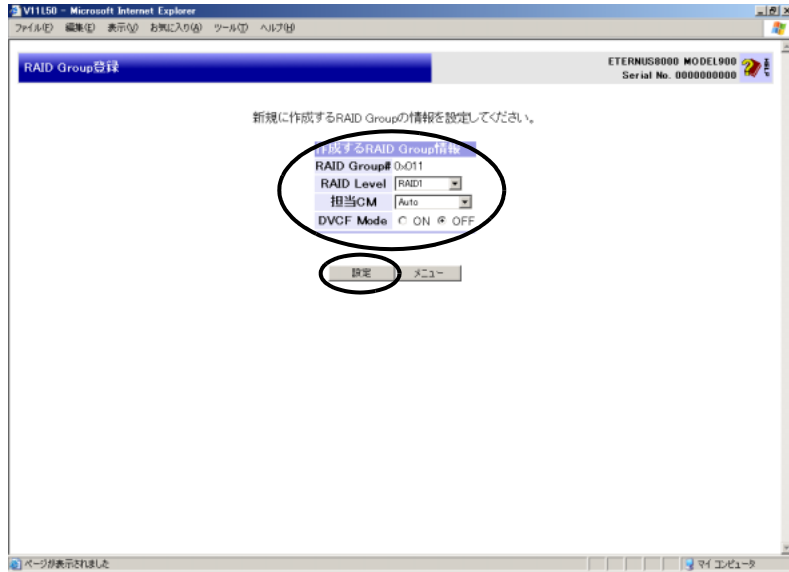 V11L50 - Microsoft Internet Explorer
ファイル(F) 編集(E) 表示(V) お気に入り(A) ツール(T) ヘルプ(H)
RAID Group登録
ETERNUS8000 MODEL900
Serial No. 0000000000
新規に作成するRAID Groupの情報を設定してください。
作成するRAID Group情報
RAID Group# 0x011
RAID Level RAID1
担当CM Auto
DVCF Mode ON OFF
設定 メニュー
ページが表示されました マイ コンピュータ